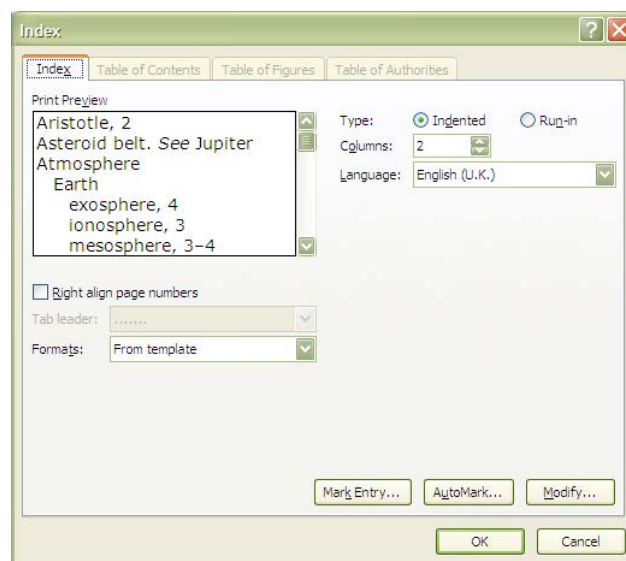 Index
Index Table of Contents Table of Figures Table of Authorities
Print Preview
Aristotle, 2
Asteroid belt. See Jupiter
Atmosphere
Earth
exosphere, 4
ionosphere, 3
mesosphere, 3–4
Type: Indented Run-in
Columns: 2
Language: English (U.K.)
Right align page numbers
Tab leader: .......
Formats: From template
Mark Entry... AutoMark... Modify...
OK Cancel